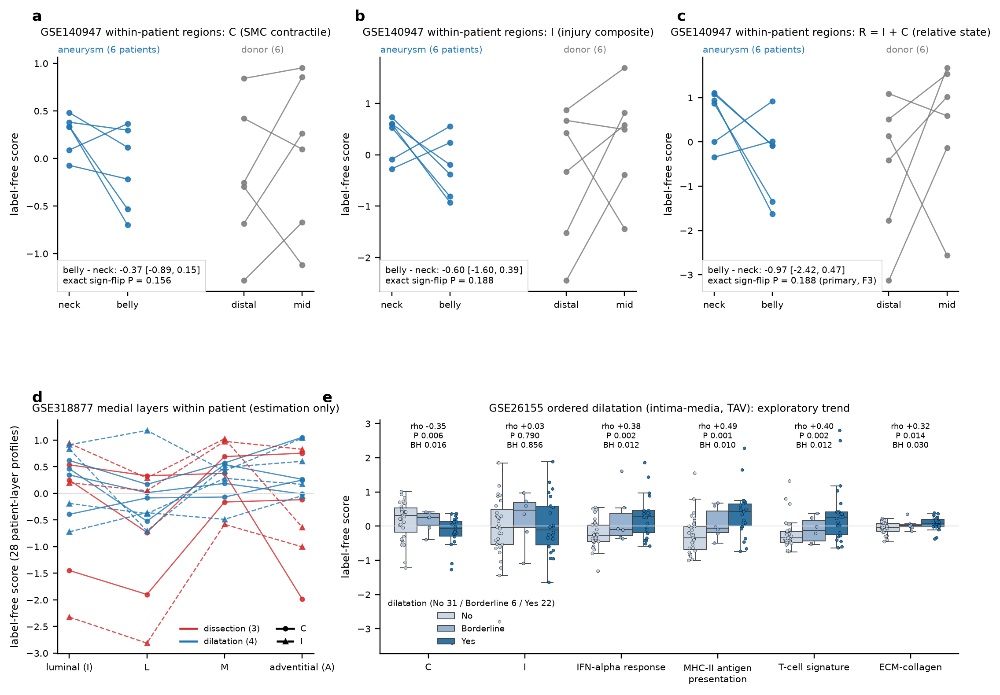 a
GSE140947 within-patient regions: C (SMC contractile)
aneurysm (6 patients)
donor (6)
label-free score
1.0
0.5
0.0
−0.5
−1.0
belly - neck: -0.37 [-0.89, 0.15]
exact sign-flip P = 0.156
neck
belly
distal
mid
b
GSE140947 within-patient regions: I (injury composite)
aneurysm (6 patients)
donor (6)
label-free score
1
0
−1
−2
belly - neck: -0.60 [-1.60, 0.39]
exact sign-flip P = 0.188
neck
belly
distal
mid
c
GSE140947 within-patient regions: R = I + C (relative state)
aneurysm (6 patients)
donor (6)
label-free score
1
0
−1
−2
−3
belly - neck: -0.97 [-2.42, 0.47]
exact sign-flip P = 0.188 (primary, F3)
neck
belly
distal
mid
d
GSE318877 medial layers within patient (estimation only)
label-free score (28 patient-layer profiles)
1.0
0.5
0.0
−0.5
−1.0
−1.5
−2.0
−2.5
−3.0
dissection (3)
dilatation (4)
C
I
luminal (I)
L
M
adventitial (A)
e
GSE26155 ordered dilatation (intima-media, TAV): exploratory trend
label-free score
3
2
1
0
−1
−2
−3
rho -0.35
P 0.006
BH 0.016
rho +0.03
P 0.790
BH 0.856
rho +0.38
P 0.002
BH 0.012
rho +0.49
P 0.001
BH 0.010
rho +0.40
P 0.002
BH 0.012
rho +0.32
P 0.014
BH 0.030
dilatation (No 31 / Borderline 6 / Yes 22)
No
Borderline
Yes
C
I
IFN-alpha response
MHC-II antigen
presentation
T-cell signature
ECM-collagen